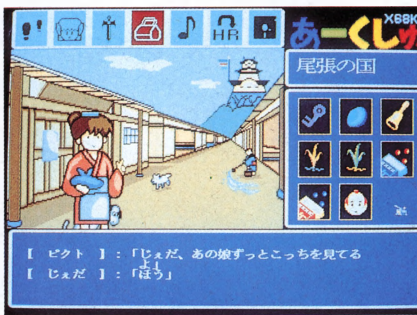 HR
X68K
あーくしゅ
尾張の国
【 ピクト 】:「じぇだ、あの娘ずっとこっちを見てる
よ」
【 じぇだ 】:「ほう」